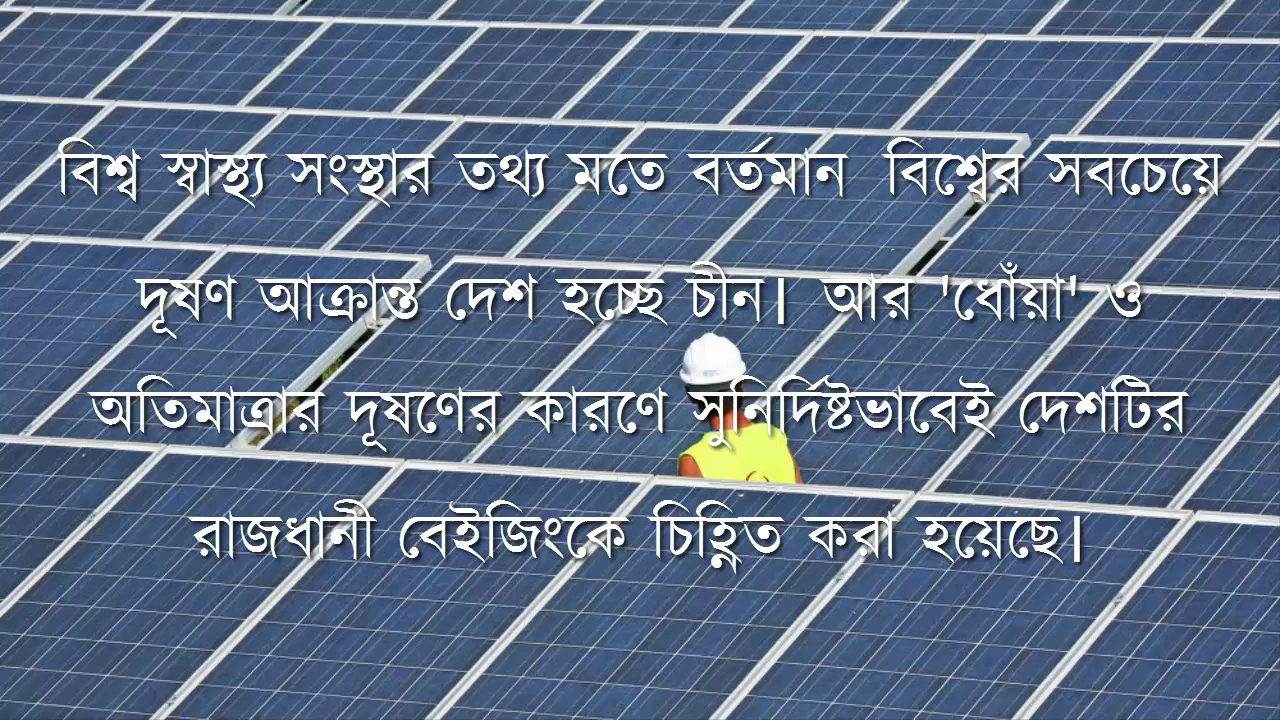 বিশ্ব স্বাস্থ্য সংস্থার তথ্য মতে বর্তমান বিশ্বের সবচেয়ে
দূষণ আক্রান্ত দেশ হচ্ছে চীন। আর 'ধোঁয়া' ও
অতিমাত্রার দূষণের কারণে সুনির্দিষ্টভাবেই দেশটির
রাজধানী বেইজিংকে চিহ্ণিত করা হয়েছে।